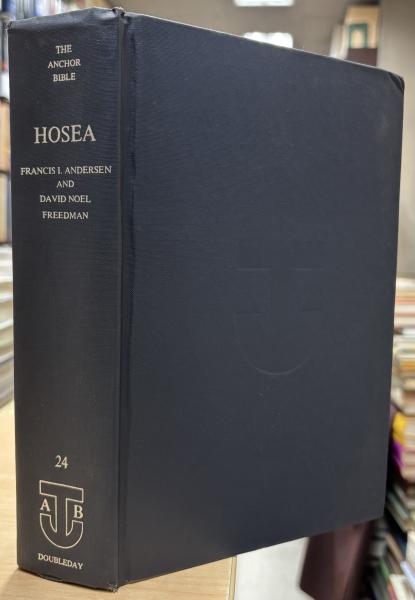 THE
ANCHOR
BIBLE
HOSEA
FRANCIS I. ANDERSEN
AND
DAVID NOEL
FREEDMAN
24
A B
DOUBLEDAY